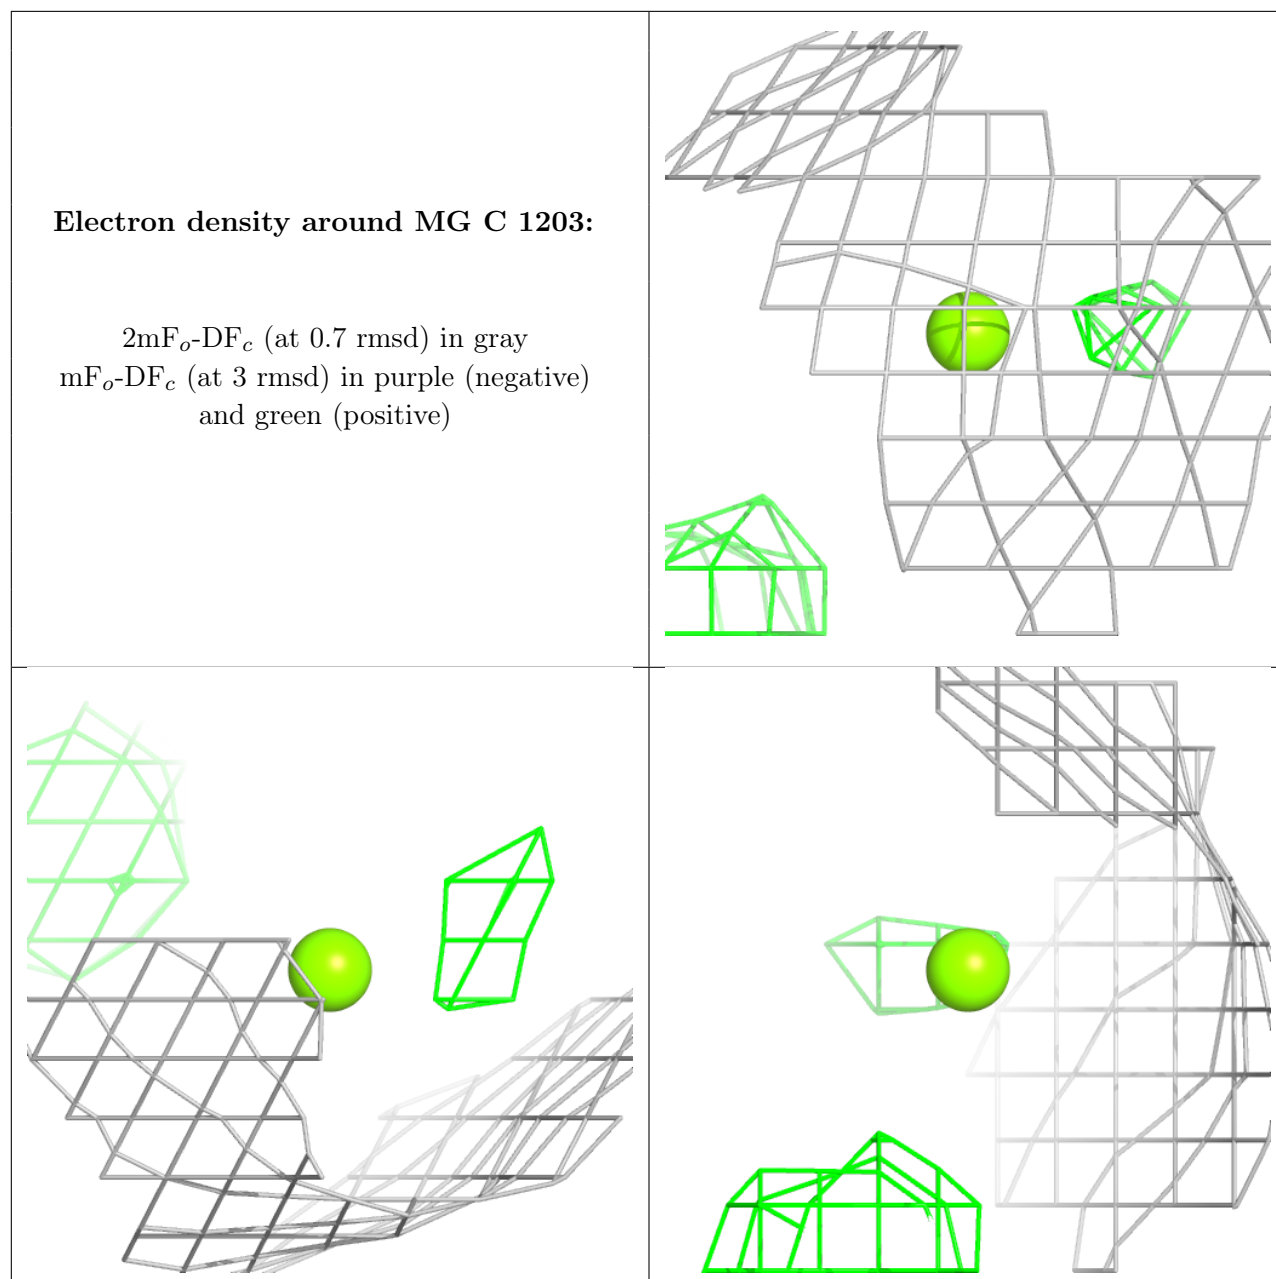 Electron density around MG C 1203:
2mFo-DFc (at 0.7 rmsd) in gray
mFo-DFc (at 3 rmsd) in purple (negative)
and green (positive)